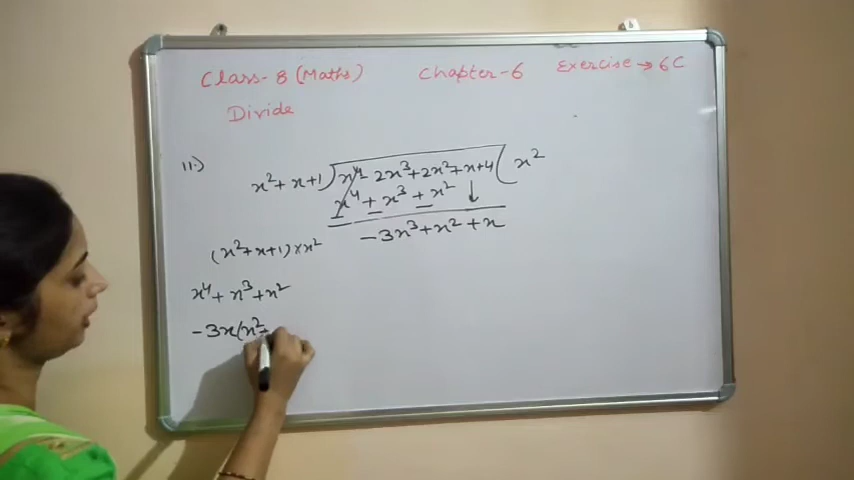 Class-8 (Maths) Chapter-6 Exercise → 6C
Divide
11.)
x²+x+1)x⁴-2x³+2x²+x+4(x²
x⁴+x³+x²
-3x³+x²+x
(x²+x+1)×x²
x⁴+x³+x²
-3x(x²+